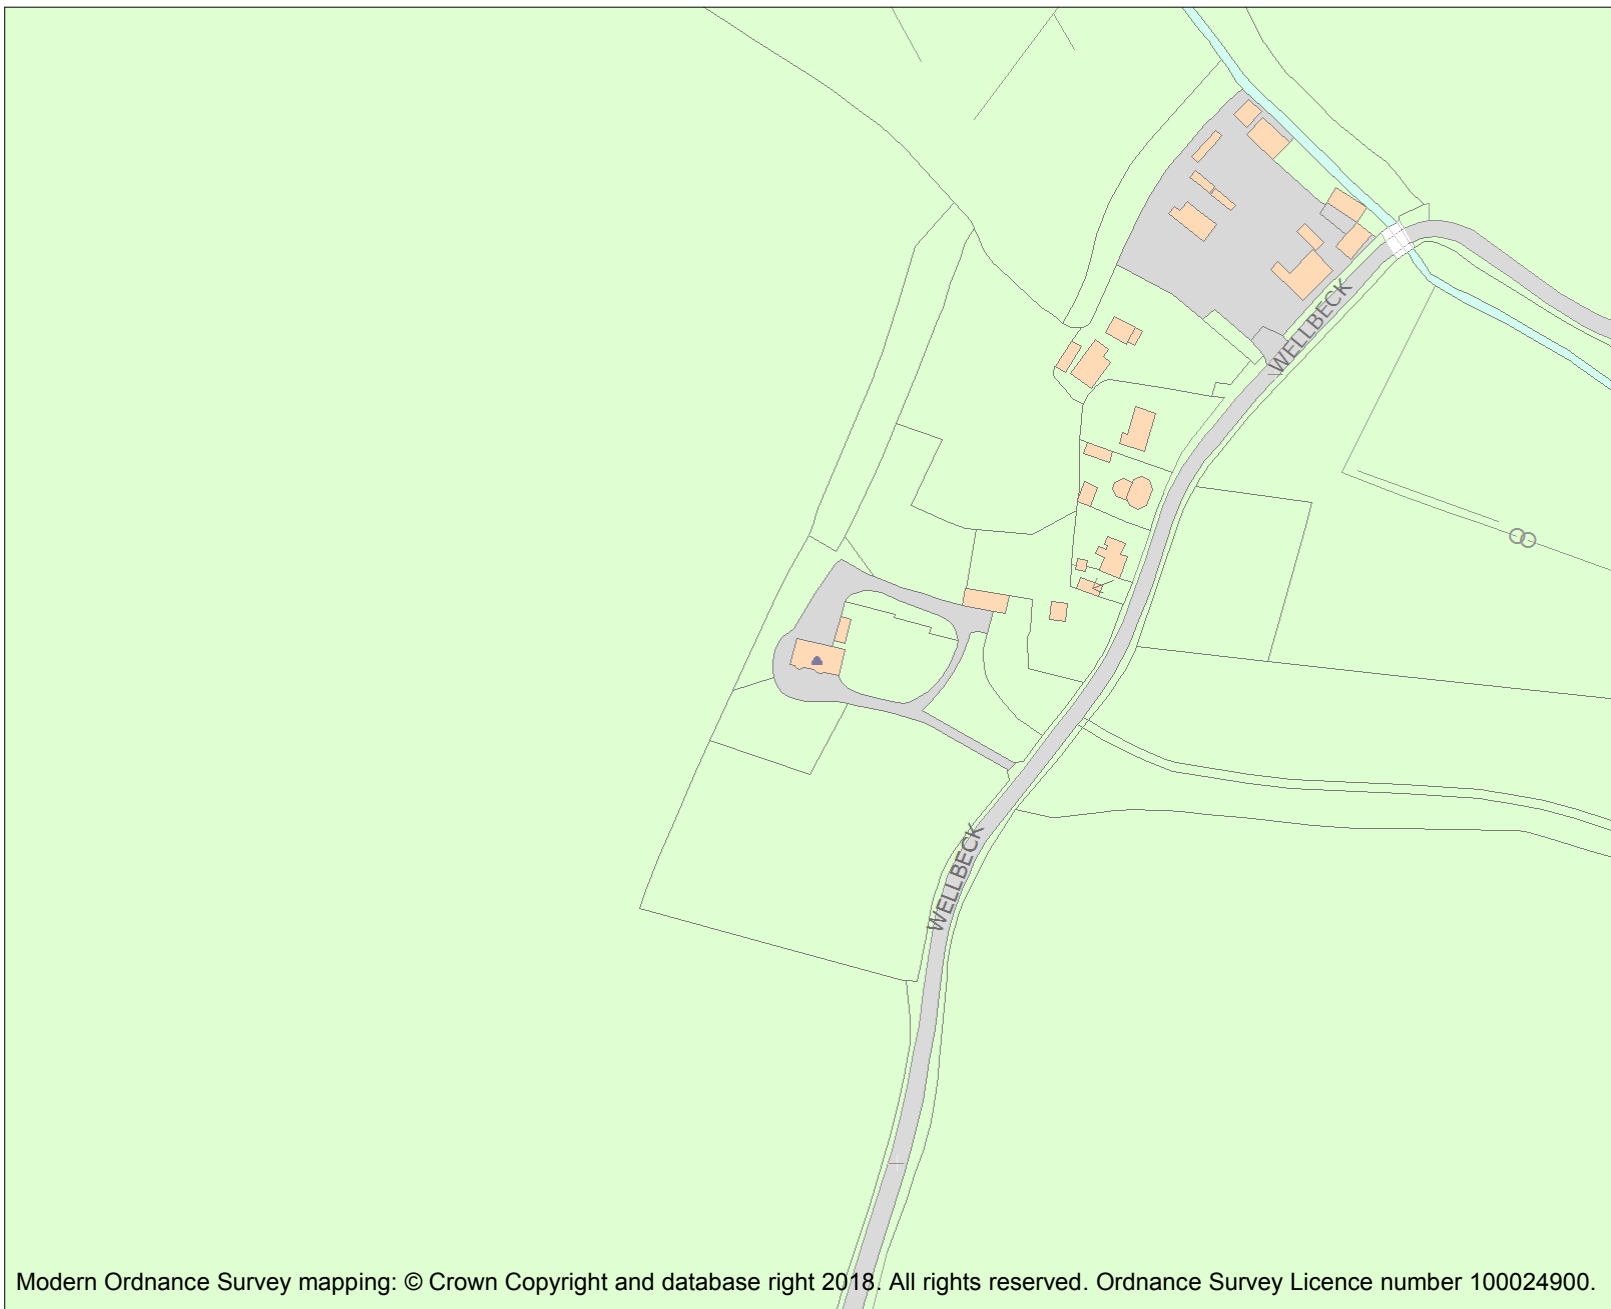 WELLBECK
WELLBECK
Modern Ordnance Survey mapping: © Crown Copyright and database right 2018. All rights reserved. Ordnance Survey Licence number 100024900.